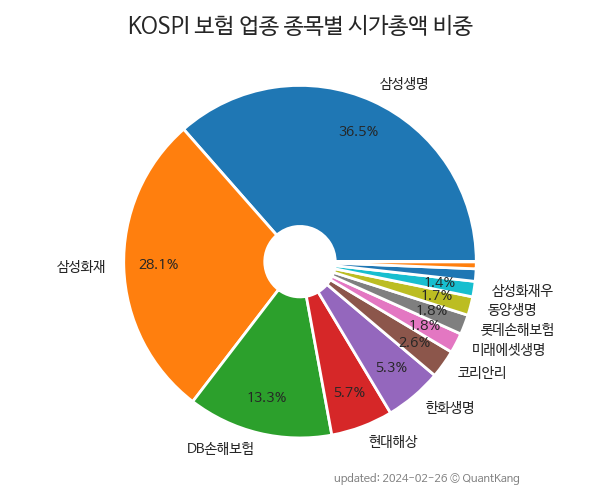 KOSPI 보험 업종 종목별 시가총액 비중
삼성생명
36.5%
삼성화재
28.1%
DB손해보험
13.3%
현대해상
5.7%
한화생명
5.3%
코리안리
2.6%
미래에셋생명
1.8%
롯데손해보험
1.8%
동양생명
1.7%
삼성화재우
1.4%
updated: 2024-02-26 © QuantKang